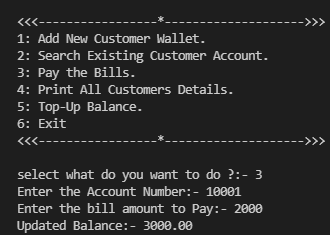 <<<-----------------*-------------------->>>
1: Add New Customer Wallet.
2: Search Existing Customer Account.
3: Pay the Bills.
4: Print All Customers Details.
5: Top-Up Balance.
6: Exit
<<<-----------------*-------------------->>>
select what do you want to do ?:- 3
Enter the Account Number:- 10001
Enter the bill amount to Pay:- 2000
Updated Balance:- 3000.00